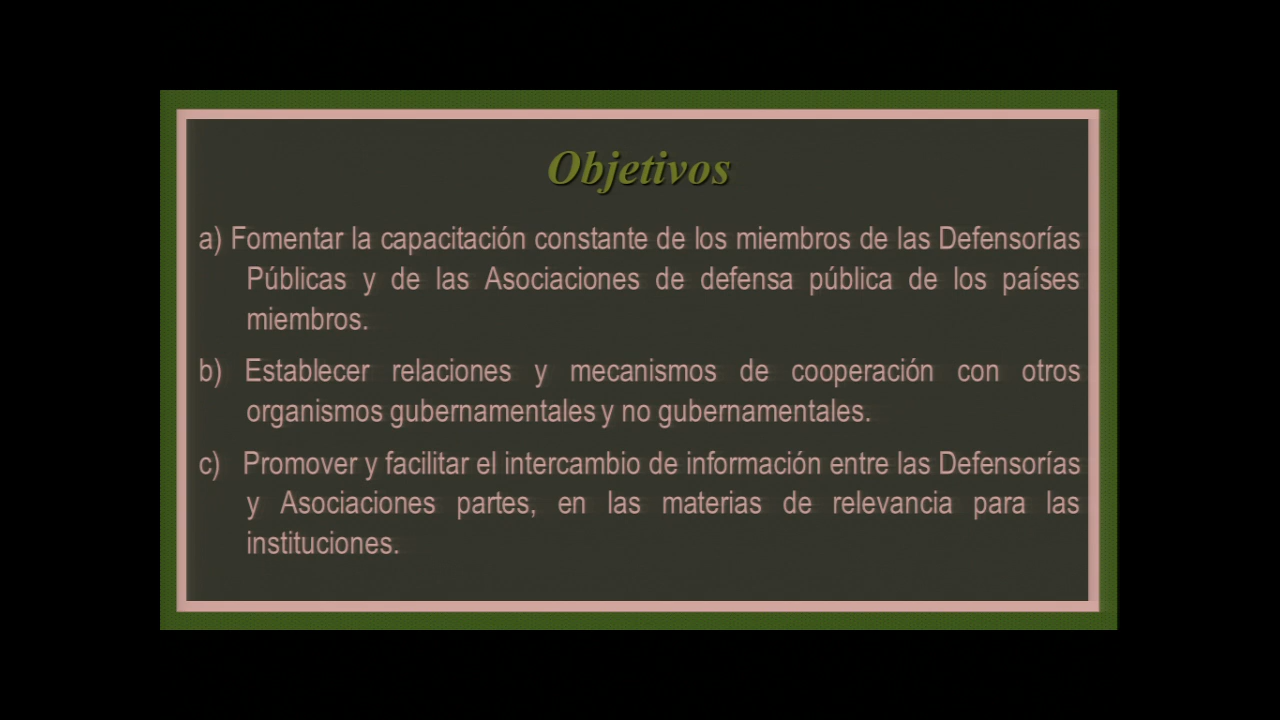 Objetivos
a) Fomentar la capacitación constante de los miembros de las Defensorías
Públicas y de las Asociaciones de defensa pública de los países
miembros.
b) Establecer relaciones y mecanismos de cooperación con otros
organismos gubernamentales y no gubernamentales.
c) Promover y facilitar el intercambio de información entre las Defensorías
y Asociaciones partes, en las materias de relevancia para las
instituciones.